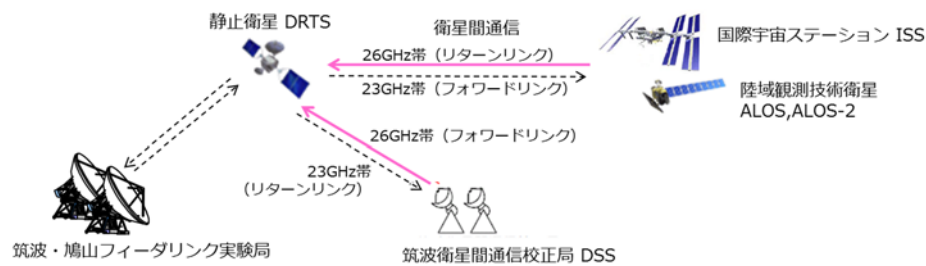 静止衛星 DRTS
衛星間通信
国際宇宙ステーション ISS
26GHz帯（リターンリンク）
23GHz帯（フォワードリンク）
陸域観測技術衛星
ALOS,ALOS-2
26GHz帯（フォワードリンク）
23GHz帯
（リターンリンク）
筑波・鳩山フィーダリンク実験局
筑波衛星間通信校正局 DSS